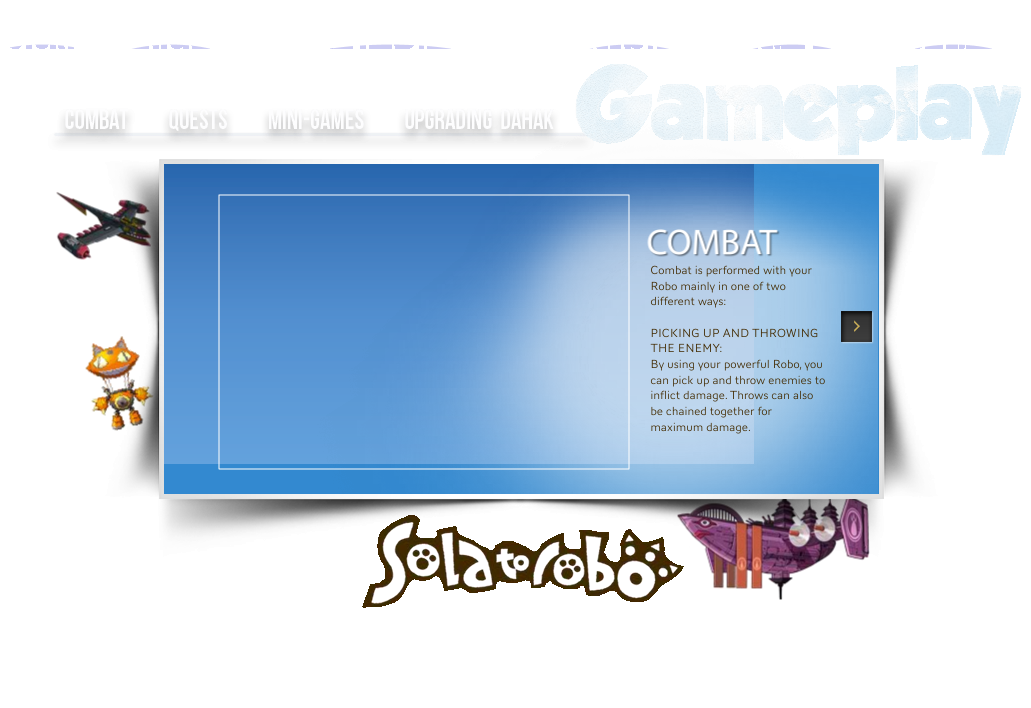 Gameplay
COMBAT QUESTS MINI-GAMES UPGRADING DAHAK
COMBAT
Combat is performed with your
Robo mainly in one of two
different ways:
PICKING UP AND THROWING
THE ENEMY:
By using your powerful Robo, you
can pick up and throw enemies to
inflict damage. Throws can also
be chained together for
maximum damage.
Solatorobo